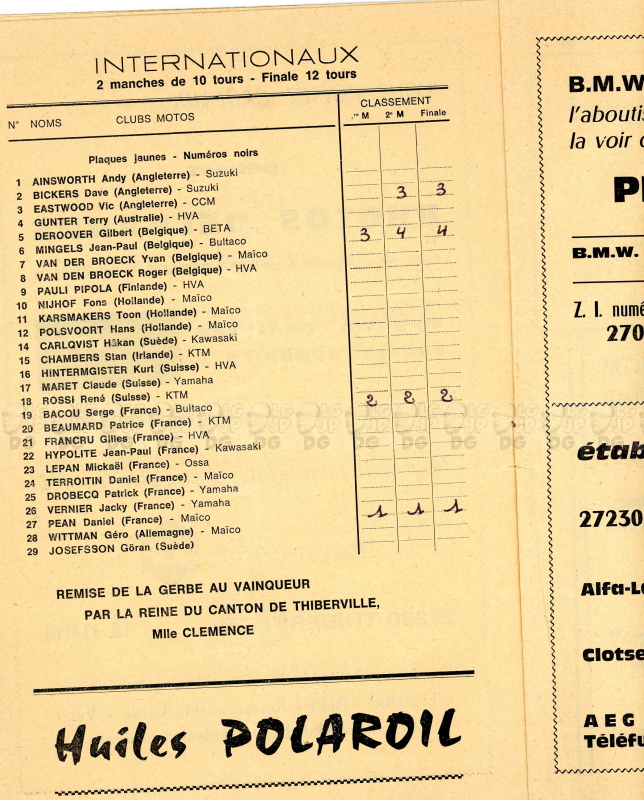 INTERNATIONAUX
2 manches de 10 tours - Finale 12 tours
N° NOMS CLUBS MOTOS CLASSEMENT
1re M 2e M Finale
Plaques jaunes - Numéros noirs
1 AINSWORTH Andy (Angleterre) - Suzuki
2 BICKERS Dave (Angleterre) - Suzuki 3 3
3 EASTWOOD Vic (Angleterre) - CCM
4 GUNTER Terry (Australie) - HVA
5 DEROOVER Gilbert (Belgique) - BETA 3 4 4
6 MINGELS Jean-Paul (Belgique) - Bultaco
7 VAN DER BROECK Yvan (Belgique) - Maïco
8 VAN DEN BROECK Roger (Belgique) - HVA
9 PAULI PIPOLA (Finlande) - HVA
10 NIJHOF Fons (Hollande) - Maïco
11 KARSMAKERS Toon (Hollande) - Maïco
12 POLSVOORT Hans (Hollande) - Maïco
14 CARLQVIST Håkan (Suède) - Kawasaki
15 CHAMBERS Stan (Irlande) - KTM
16 HINTERMGISTER Kurt (Suisse) - HVA
17 MARET Claude (Suisse) - Yamaha
18 ROSSI René (Suisse) - KTM 2 2 2
19 BACOU Serge (France) - Bultaco
20 BEAUMARD Patrice (France) - KTM
21 FRANCRU Gilles (France) - HVA
22 HYPOLITE Jean-Paul (France) - Kawasaki
23 LEPAN Mickaël (France) - Ossa
24 TERROITIN Daniel (France) - Maïco
25 DROBECQ Patrick (France) - Yamaha
26 VERNIER Jacky (France) - Yamaha 1 1 1
27 PEAN Daniel (France) - Maïco
28 WITTMAN Géro (Allemagne) - Maïco
29 JOSEFSSON Göran (Suède)
REMISE DE LA GERBE AU VAINQUEUR
PAR LA REINE DU CANTON DE THIBERVILLE,
Mlle CLEMENCE
Huiles POLAROIL
B.M.W
l'abouti
la voir
P
B.M.W.
Z. I. numé
270
étab
27230
Alfa-L
Clotse
A E G
Téléfu